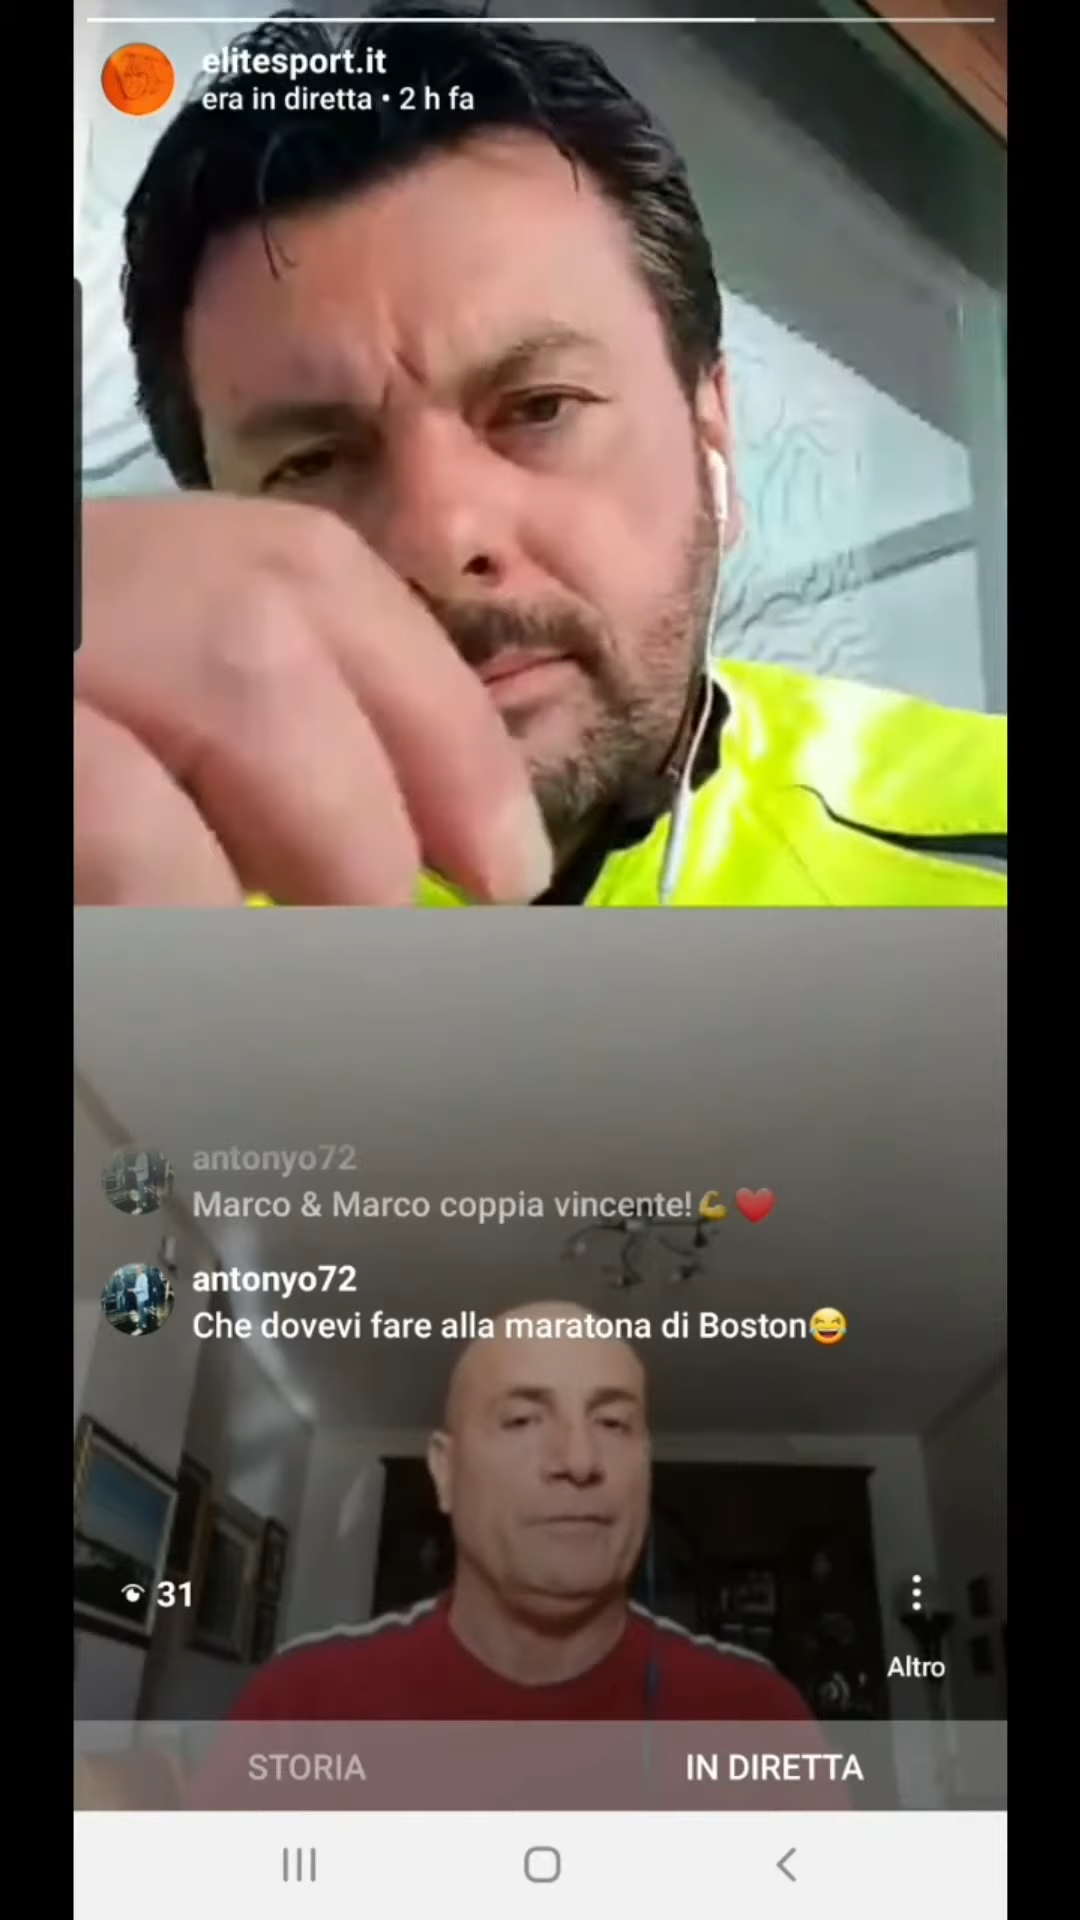 elitesport.it
era in diretta • 2 h fa
antonyo72
Marco & Marco coppia vincente!💪❤️
antonyo72
Che dovevi fare alla maratona di Boston😂
31
Altro
STORIA
IN DIRETTA